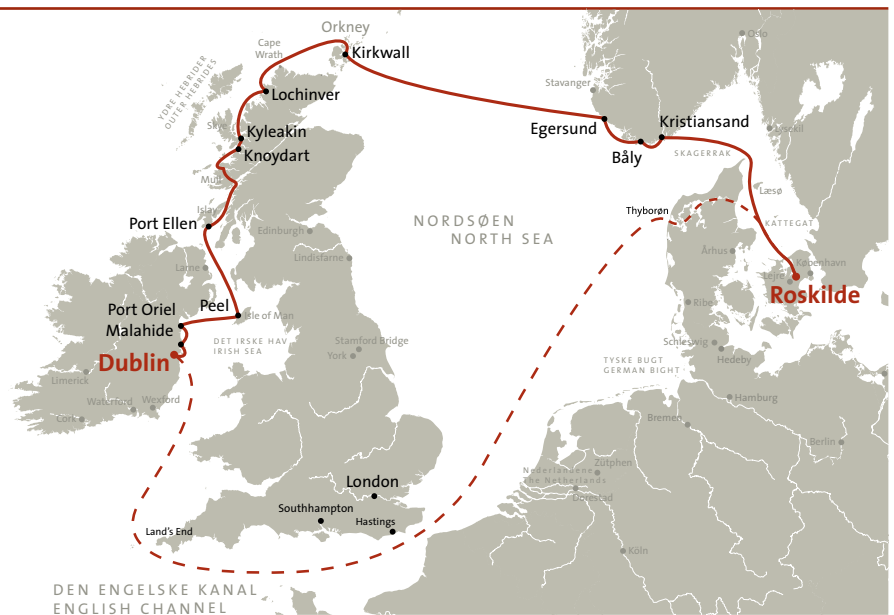 Orkney
Cape
Wrath
Kirkwall
Oslo
YDRE HEBRIDER
OUTER HEBRIDES
Stavanger
Lochinver
Egersund
Kristiansand
Lysekil
Skye
Kyleakin
Knoydart
Båly
SKAGERRAK
Mull
Læsø
Islay
Thyborøn
KATTEGAT
Port Ellen
Edinburgh
NORDSØEN
NORTH SEA
Århus
Lindisfarne
København
Larne
Lejre
Roskilde
Port Oriel
Peel
Isle of Man
Ribe
Malahide
DET IRSKE HAV
IRISH SEA
Stamford Bridge
York
Schleswig
Hedeby
Dublin
TYSKE BUGT
GERMAN BIGHT
Limerick
Waterford
Wexford
Cork
Hamburg
Bremen
Berlin
London
Nederlandene
The Netherlands
Zütphen
Dorestad
Southhampton
Hastings
Land's End
Köln
DEN ENGELSKE KANAL
ENGLISH CHANNEL